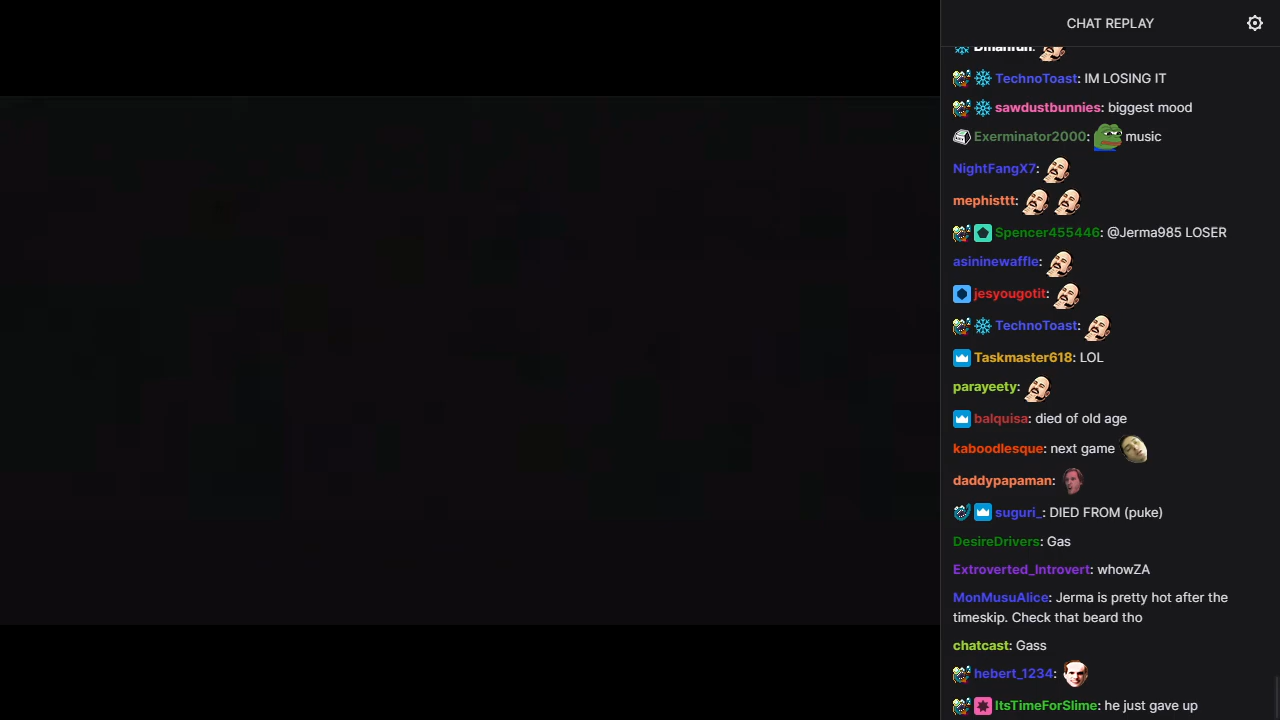 CHAT REPLAY
Dmanfun:
TechnoToast: IM LOSING IT
sawdustbunnies: biggest mood
Exerminator2000: music
NightFangX7:
mephisttt:
Spencer455446: @Jerma985 LOSER
asininewaffle:
jesyougotit:
TechnoToast:
Taskmaster618: LOL
parayeety:
balquisa: died of old age
kaboodlesque: next game
daddypapaman:
suguri_: DIED FROM (puke)
DesireDrivers: Gas
Extroverted_Introvert: whowZA
MonMusuAlice: Jerma is pretty hot after the
timeskip. Check that beard tho
chatcast: Gass
hebert_1234:
ItsTimeForSlime: he just gave up